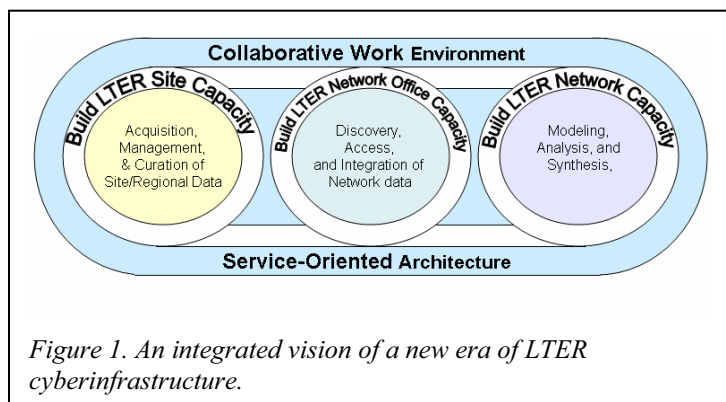 Collaborative Work Environment
Build LTER Site Capacity
Acquisition,
Management,
& Curation of
Site/Regional Data
Build LTER Network Office Capacity
Discovery,
Access,
and Integration of
Network data
Build LTER Network Capacity
Modeling,
Analysis, and
Synthesis,
Service-Oriented Architecture
Figure 1. An integrated vision of a new era of LTER
cyberinfrastructure.